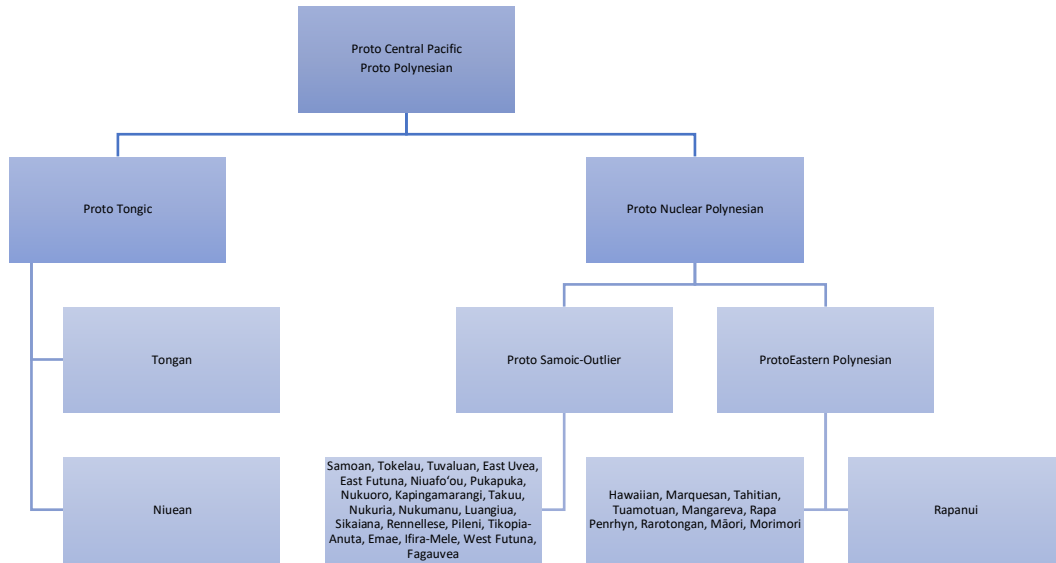 Proto Central Pacific
Proto Polynesian
Proto Tongic
Proto Nuclear Polynesian
Tongan
Proto Samoic-Outlier
ProtoEastern Polynesian
Niuean
Samoan, Tokelau, Tuvaluan, East Uvea,
East Futuna, Niuafo‘ou, Pukapuka,
Nukuoro, Kapingamarangi, Takuu,
Nukuria, Nukumanu, Luangiua,
Sikaiana, Rennellese, Pileni, Tikopia-
Anuta, Emae, Ifira-Mele, West Futuna,
Fagauvea
Hawaiian, Marquesan, Tahitian,
Tuamotuan, Mangareva, Rapa
Penrhyn, Rarotongan, Māori, Morimori
Rapanui